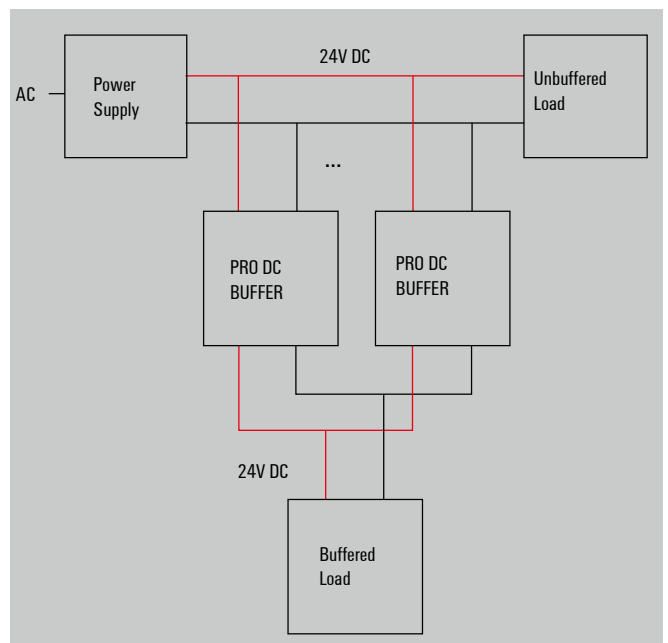 24V DC
AC
Power
Supply
Unbuffered
Load
...
PRO DC
BUFFER
PRO DC
BUFFER
24V DC
Buffered
Load